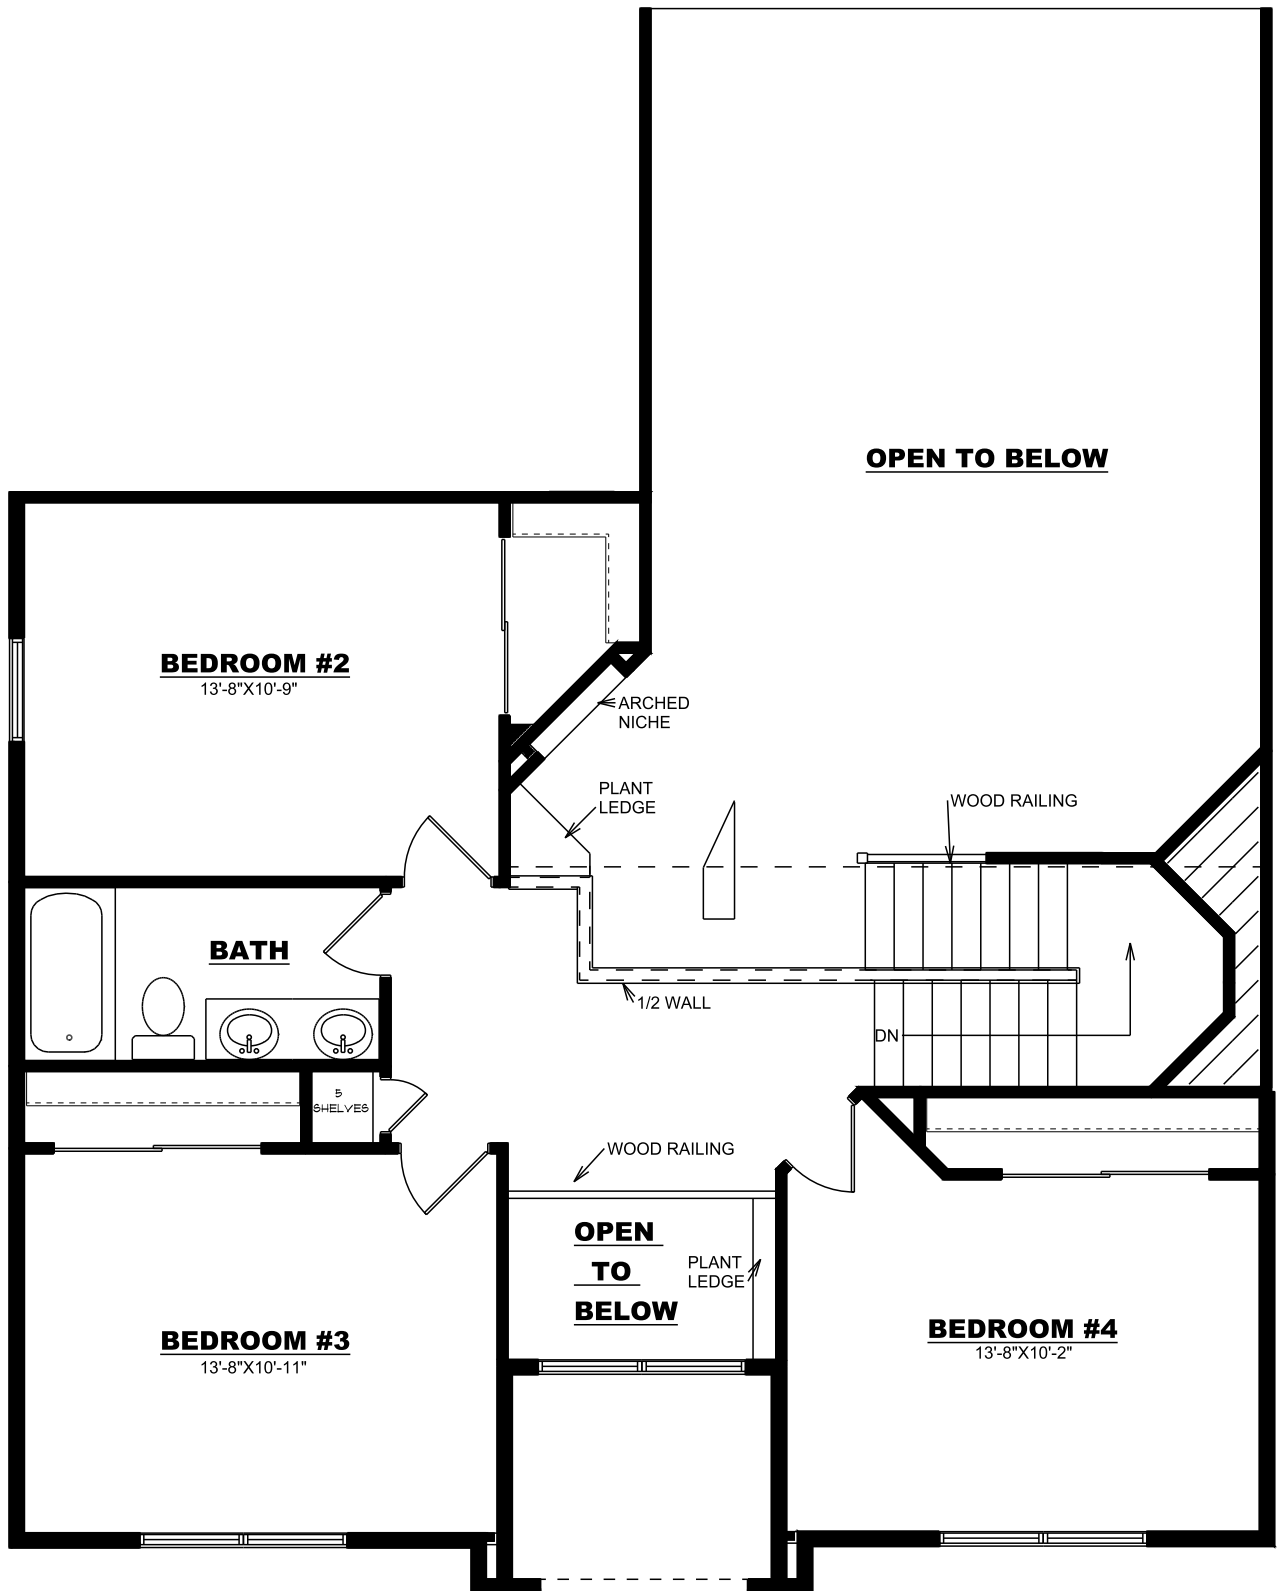 OPEN TO BELOW
BEDROOM #2
13'-8"X10'-9"
ARCHED
NICHE
PLANT
LEDGE
WOOD RAILING
BATH
1/2 WALL
DN
5
SHELVES
WOOD RAILING
OPEN
TO
BELOW
PLANT
LEDGE
BEDROOM #3
13'-8"X10'-11"
BEDROOM #4
13'-8"X10'-2"